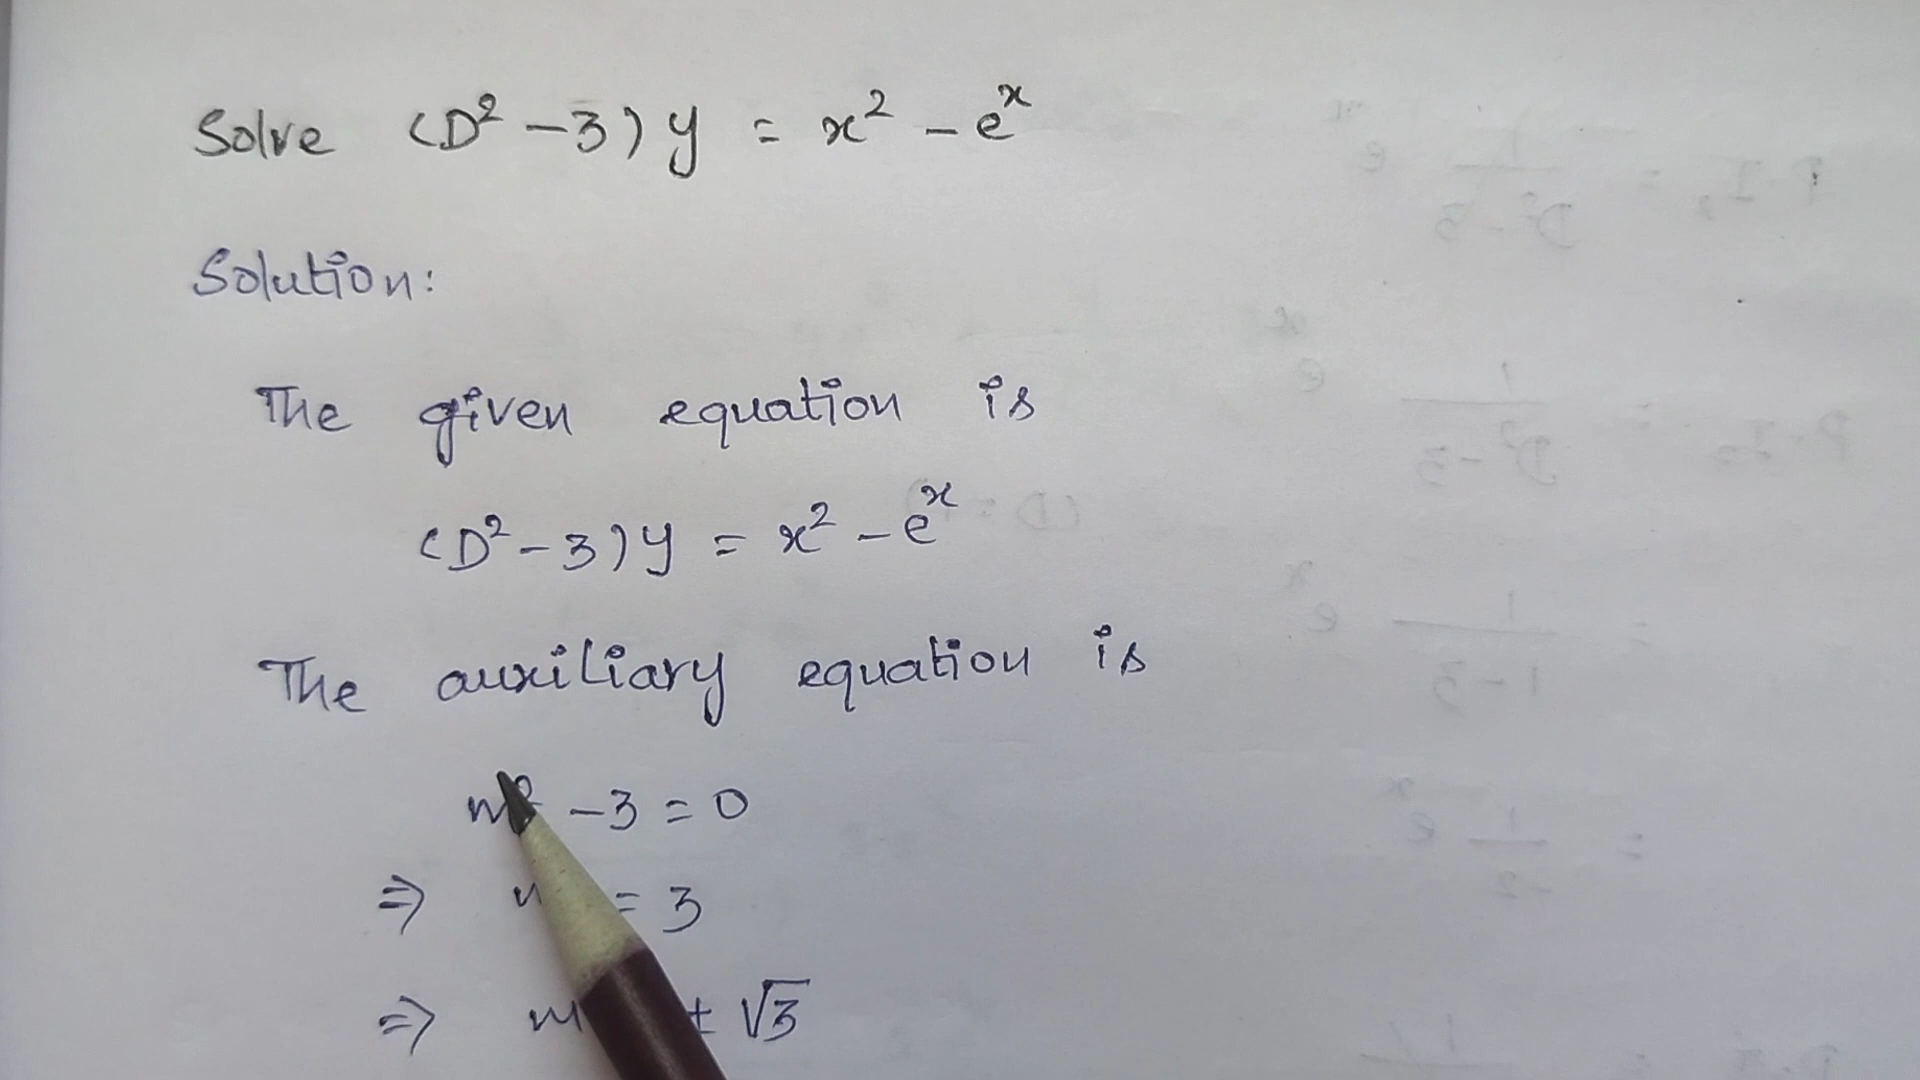 Solve (D² - 3) y = x² - eˣ
Solution:
The given equation is
(D² - 3) y = x² - eˣ
The auxiliary equation is
m² - 3 = 0
⇒ = 3
⇒ m ± √3